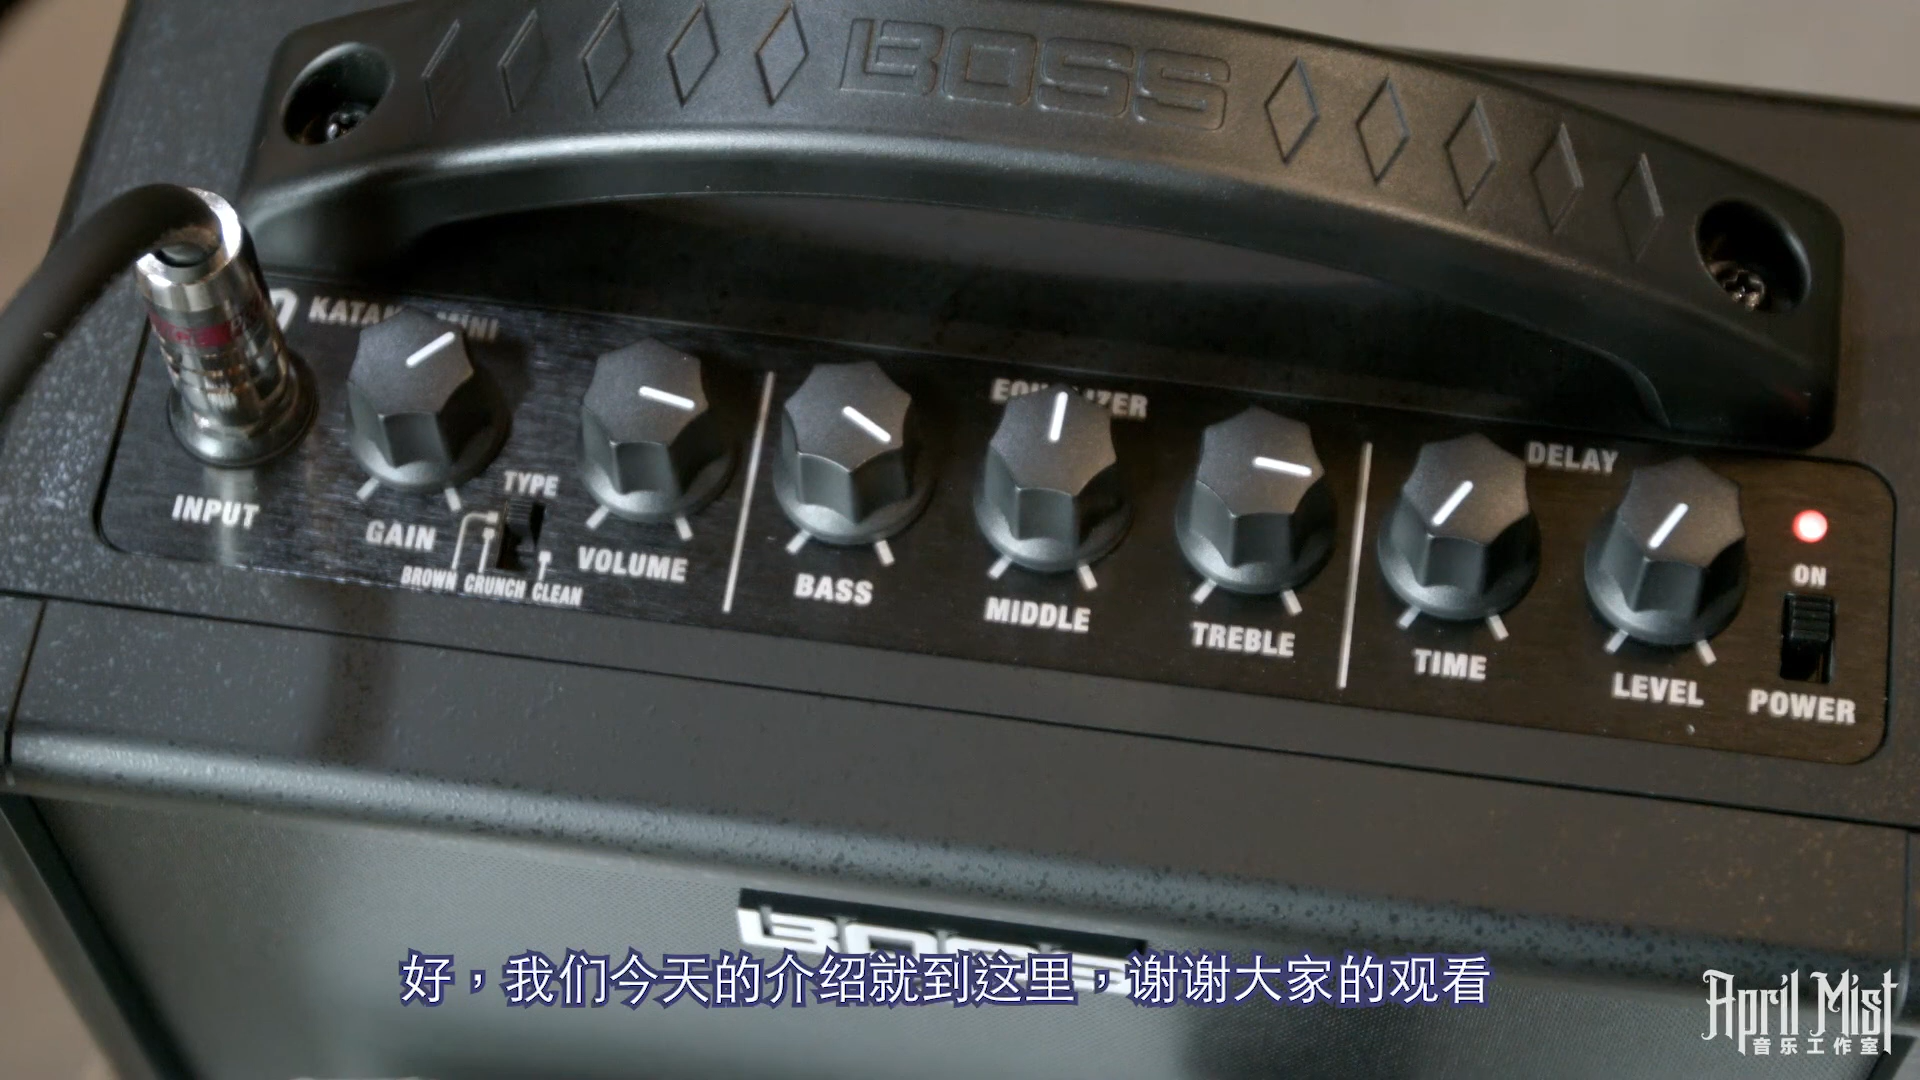 BOSS
KATANA MINI
EQUALIZER
DELAY
TYPE
INPUT
GAIN
BROWN CRUNCH CLEAN
VOLUME
BASS
MIDDLE
TREBLE
TIME
LEVEL
ON
POWER
BOSS
好，我们今天的介绍就到这里，谢谢大家的观看
April Mist
音乐工作室